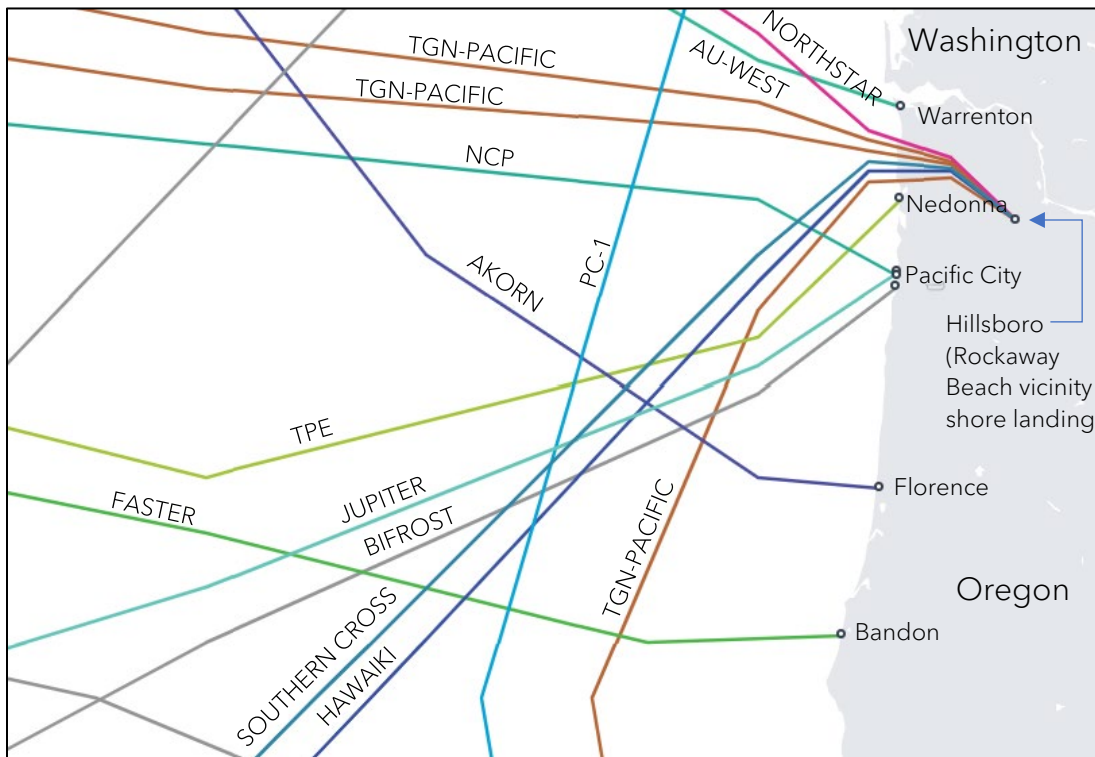 Washington
NORTHSTAR
AU-WEST
TGN-PACIFIC
TGN-PACIFIC
Warrenton
NCP
Nedonna
PC-1
AKORN
Pacific City
Hillsboro
(Rockaway
Beach vicinity
shore landing
TPE
JUPITER
BIFROST
FASTER
TGN-PACIFIC
Florence
Oregon
SOUTHERN CROSS
HAWAIKI
Bandon